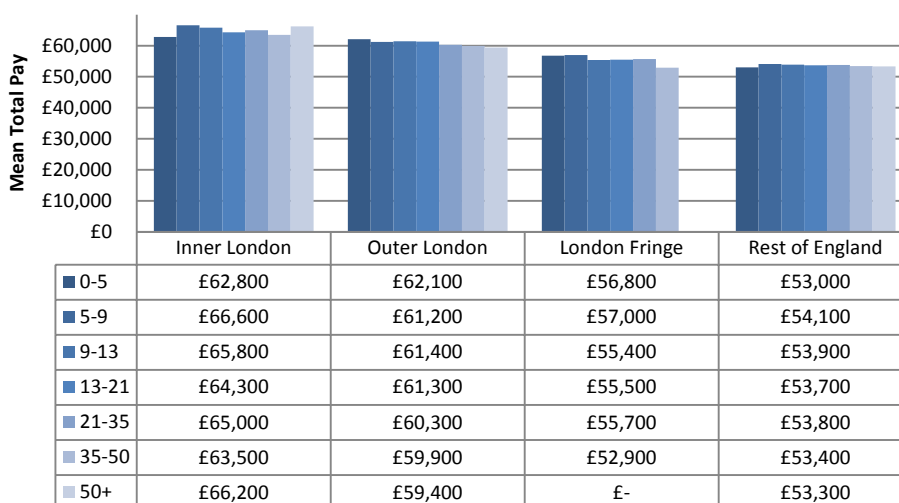 Mean Total Pay
£60,000
£50,000
£40,000
£30,000
£20,000
£10,000
£0
Inner London Outer London London Fringe Rest of England
0-5 £62,800 £62,100 £56,800 £53,000
5-9 £66,600 £61,200 £57,000 £54,100
9-13 £65,800 £61,400 £55,400 £53,900
13-21 £64,300 £61,300 £55,500 £53,700
21-35 £65,000 £60,300 £55,700 £53,800
35-50 £63,500 £59,900 £52,900 £53,400
50+ £66,200 £59,400 £- £53,300